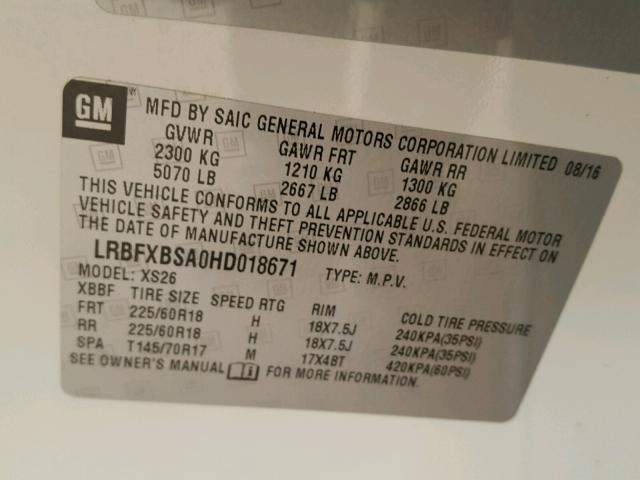 GM
MFD BY SAIC GENERAL MOTORS CORPORATION LIMITED 08/16
GVWR GAWR FRT GAWR RR
2300 KG 1210 KG 1300 KG
5070 LB 2667 LB 2866 LB
THIS VEHICLE CONFORMS TO ALL APPLICABLE U.S. FEDERAL MOTOR
VEHICLE SAFETY AND THEFT PREVENTION STANDARDS IN EFFECT ON
THE DATE OF MANUFACTURE SHOWN ABOVE.
LRBFXBSA0HD018671 TYPE: M.P.V.
MODEL: XS26
XBBF TIRE SIZE SPEED RTG RIM COLD TIRE PRESSURE
FRT 225/60R18 H 18X7.5J 240KPA(35PSI)
RR 225/60R18 H 18X7.5J 240KPA(35PSI)
SPA T145/70R17 M 17X4BT 420KPA(60PSI)
SEE OWNER'S MANUAL FOR MORE INFORMATION.